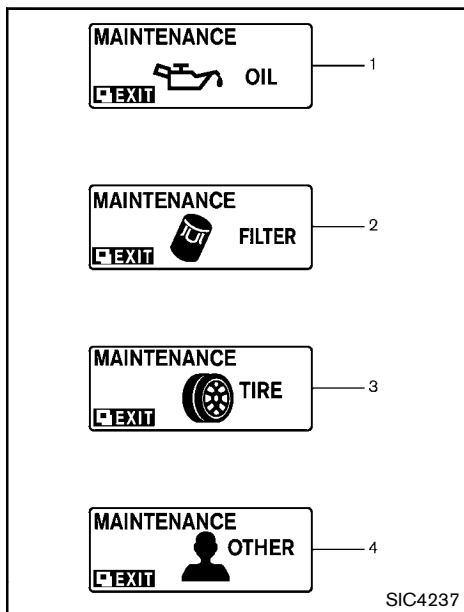 MAINTENANCE
OIL
EXIT
1
MAINTENANCE
FILTER
EXIT
2
MAINTENANCE
TIRE
EXIT
3
MAINTENANCE
OTHER
EXIT
4
SIC4237